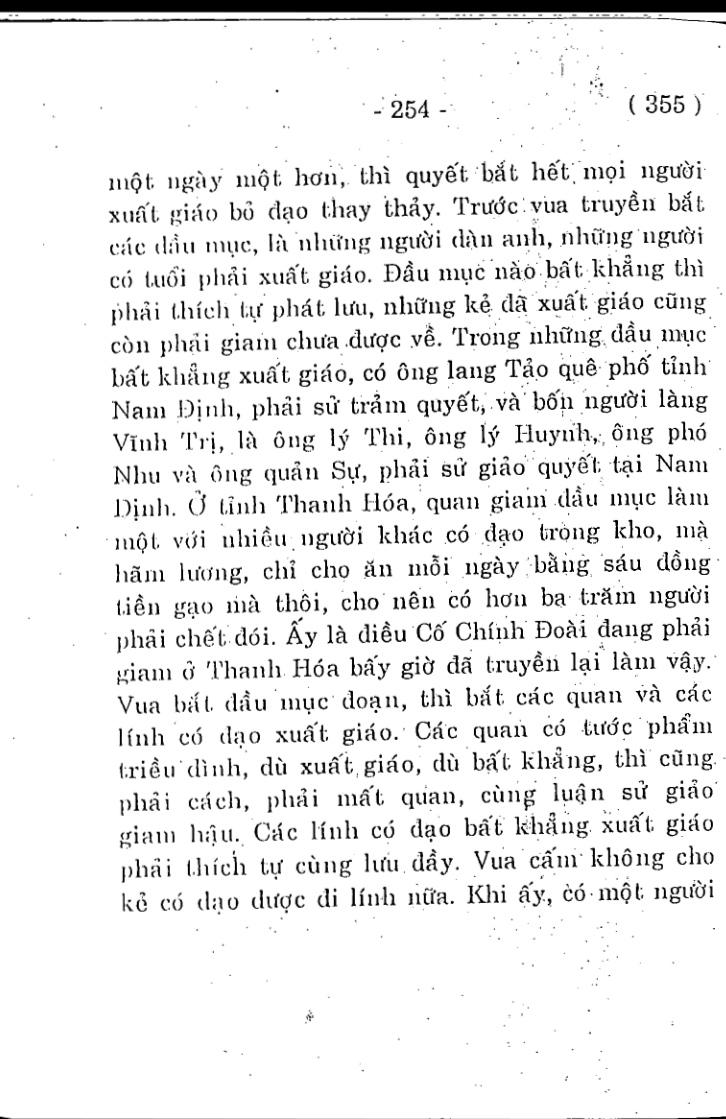 - 254 - ( 355 )
một ngày một hơn, thì quyết bắt hết mọi người
xuất giáo bỏ đạo thay thảy. Trước vua truyền bắt
các đầu mục, là những người đàn anh, những người
có tuổi phải xuất giáo. Đầu mục nào bất khẳng thì
phải thích tự phát lưu, những kẻ đã xuất giáo cũng
còn phải giam chưa được về. Trong những đầu mục
bất khẳng xuất giáo, có ông lang Tảo quê phố tỉnh
Nam Định, phải sử trảm quyết, và bốn người làng
Vĩnh Trị, là ông lý Thi, ông lý Huynh, ông phó
Nhu và ông quản Sự, phải sử giảo quyết tại Nam
Định. Ở tỉnh Thanh Hóa, quan giam đầu mục làm
một với nhiều người khác có đạo trong kho, mà
hãm lương, chỉ cho ăn mỗi ngày bằng sáu đồng
tiền gạo mà thôi, cho nên có hơn ba trăm người
phải chết đói. Ấy là điều Cố Chính Đoài đang phải
giam ở Thanh Hóa bấy giờ đã truyền lại làm vậy.
Vua bắt đầu mục đoạn, thì bắt các quan và các
lính có đạo xuất giáo. Các quan có tước phẩm
triều đình, dù xuất giáo, dù bất khẳng, thì cũng
phải cách, phải mất quan, cùng luận sử giảo
giam hậu. Các lính có đạo bất khẳng xuất giáo
phải thích tự cùng lưu đầy. Vua cấm không cho
kẻ có đạo được đi lính nữa. Khi ấy, có một người